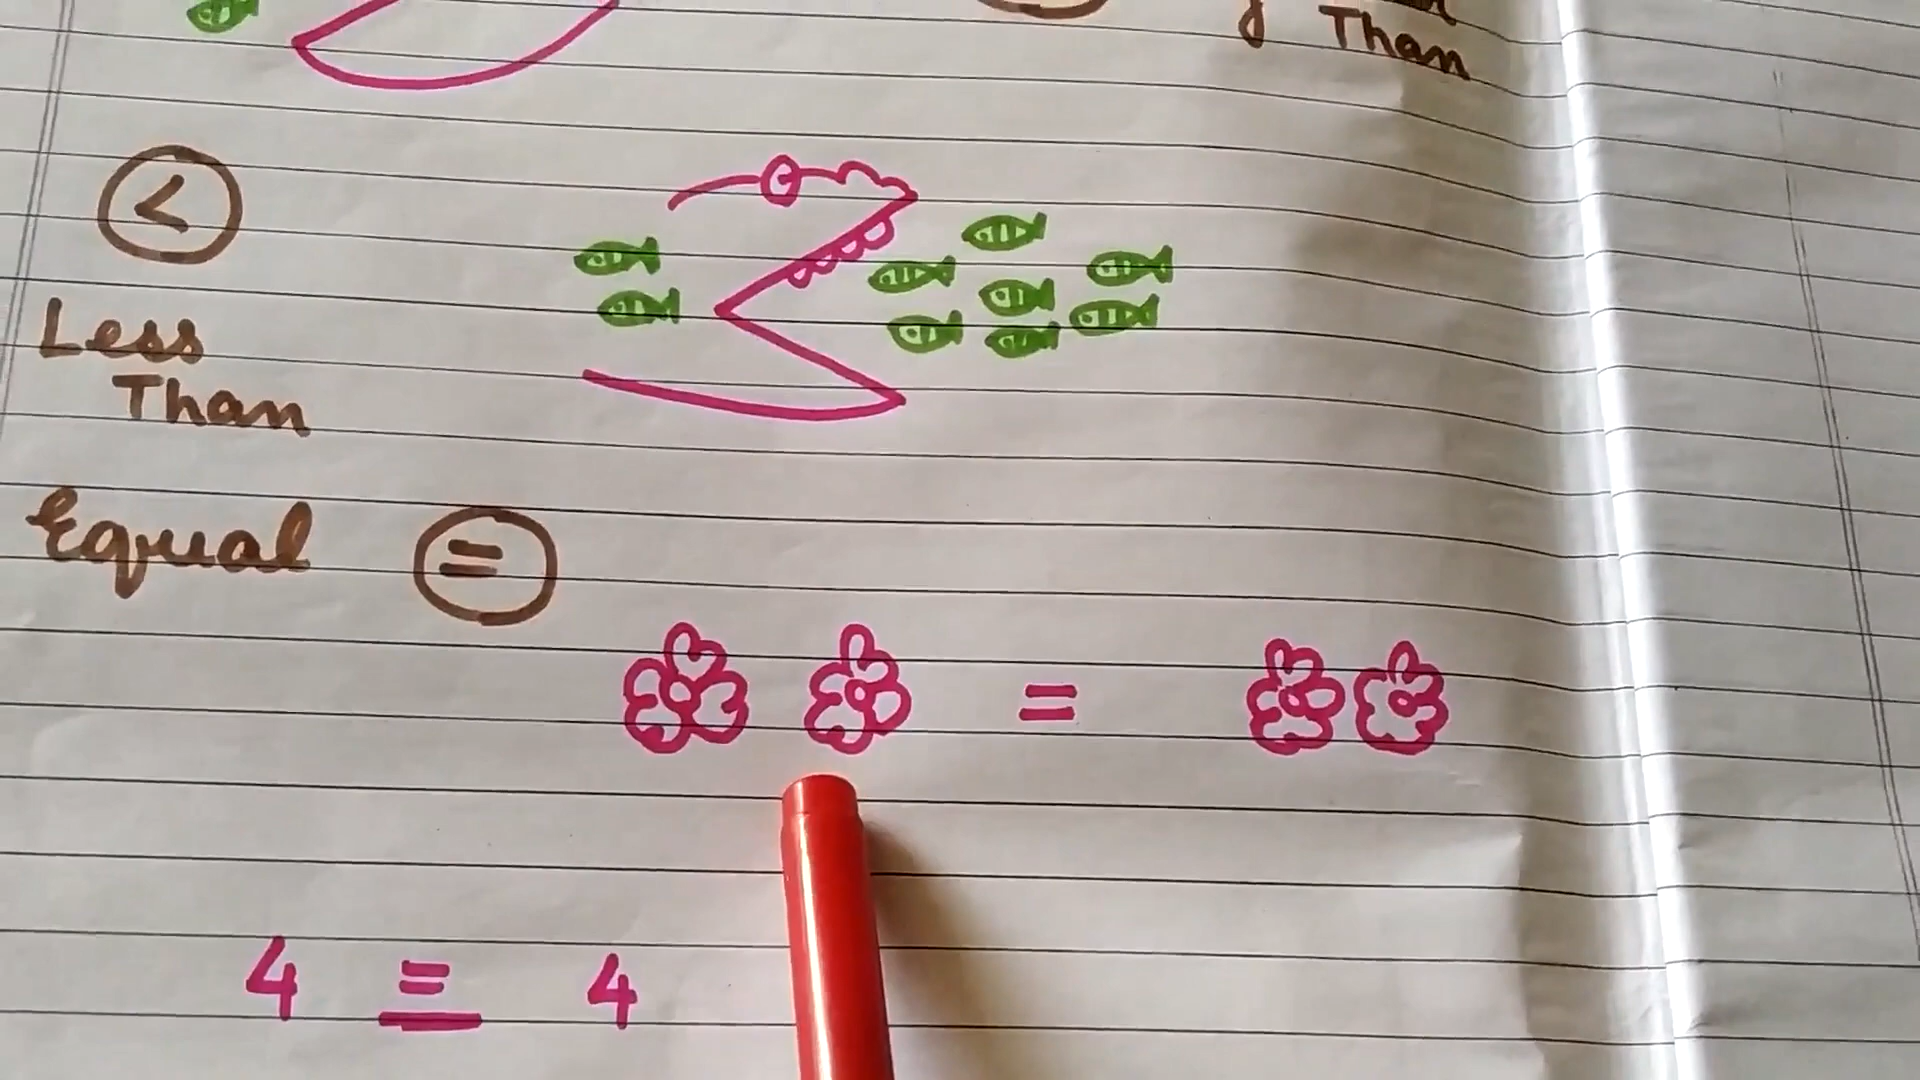 Than
<
Less
Than
Equal =
=
4 = 4